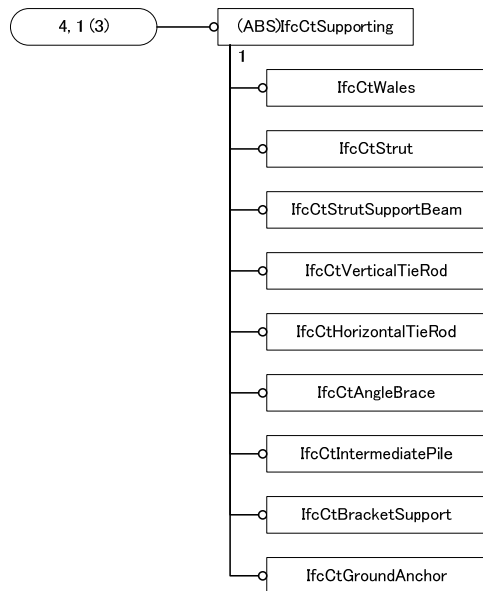 4, 1 (3)
(ABS)IfcCtSupporting
1
IfcCtWales
IfcCtStrut
IfcCtStrutSupportBeam
IfcCtVerticalTieRod
IfcCtHorizontalTieRod
IfcCtAngleBrace
IfcCtIntermediatePile
IfcCtBracketSupport
IfcCtGroundAnchor